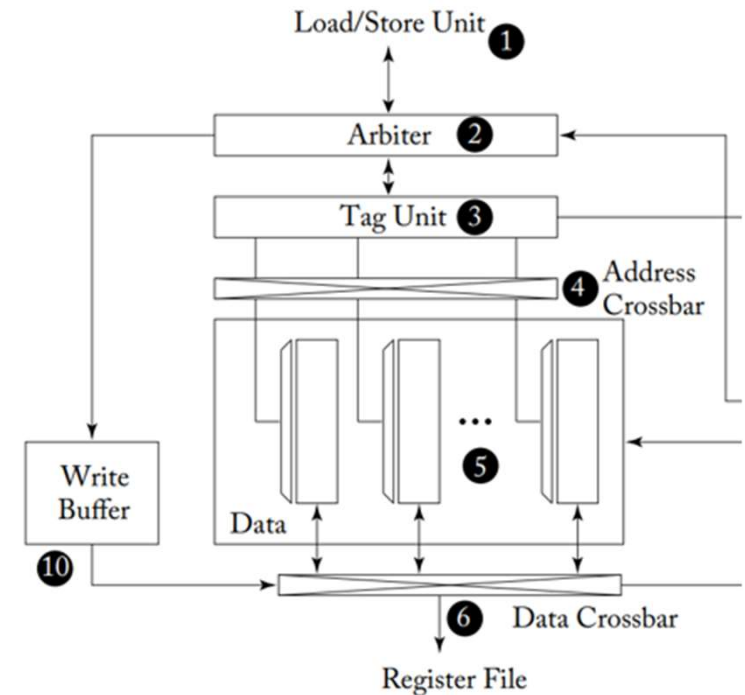 Load/Store Unit
1
Arbiter 2
Tag Unit 3
4 Address
Crossbar
...
5
Write
Buffer
Data
10
6 Data Crossbar
Register File